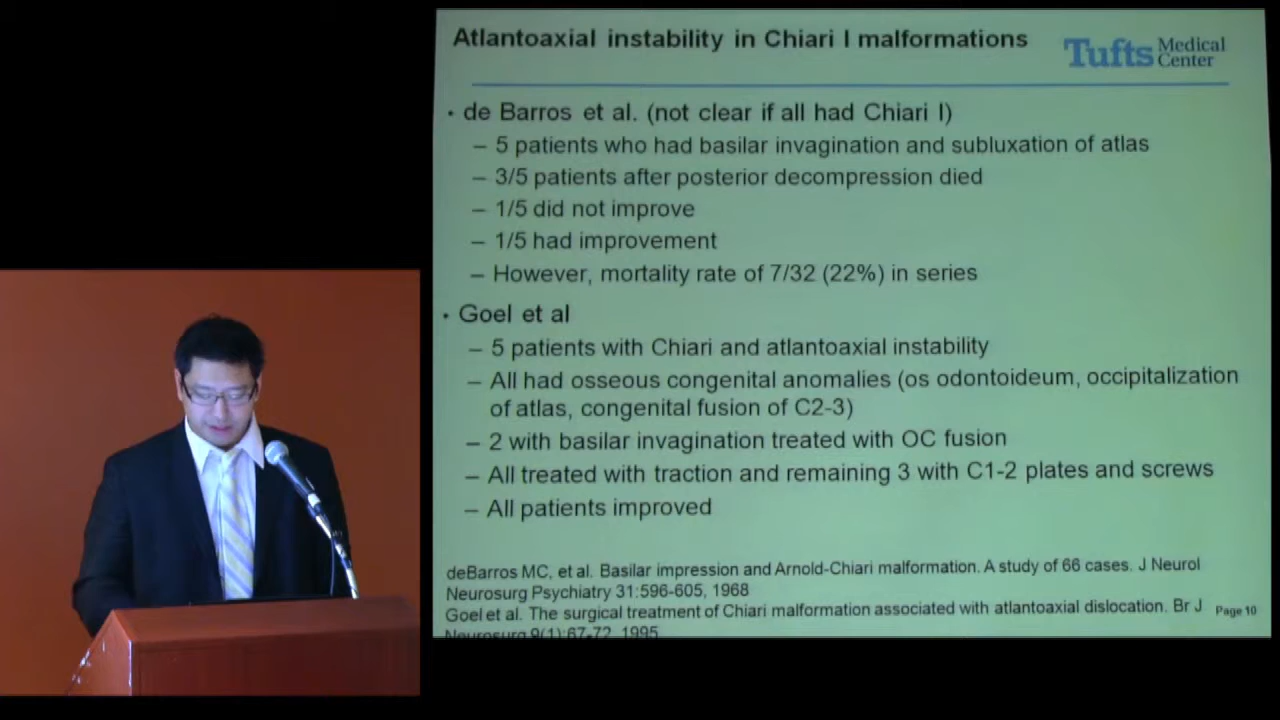 Atlantoaxial instability in Chiari I malformations
Tufts Medical
Center
• de Barros et al. (not clear if all had Chiari I)
– 5 patients who had basilar invagination and subluxation of atlas
– 3/5 patients after posterior decompression died
– 1/5 did not improve
– 1/5 had improvement
– However, mortality rate of 7/32 (22%) in series
• Goel et al
– 5 patients with Chiari and atlantoaxial instability
– All had osseous congenital anomalies (os odontoideum, occipitalization
of atlas, congenital fusion of C2-3)
– 2 with basilar invagination treated with OC fusion
– All treated with traction and remaining 3 with C1-2 plates and screws
– All patients improved
deBarros MC, et al. Basilar impression and Arnold-Chiari malformation. A study of 66 cases. J Neurol
Neurosurg Psychiatry 31:596-605, 1968
Goel et al. The surgical treatment of Chiari malformation associated with atlantoaxial dislocation. Br J
Neurosurg 9(1):67-72, 1995
Page 10